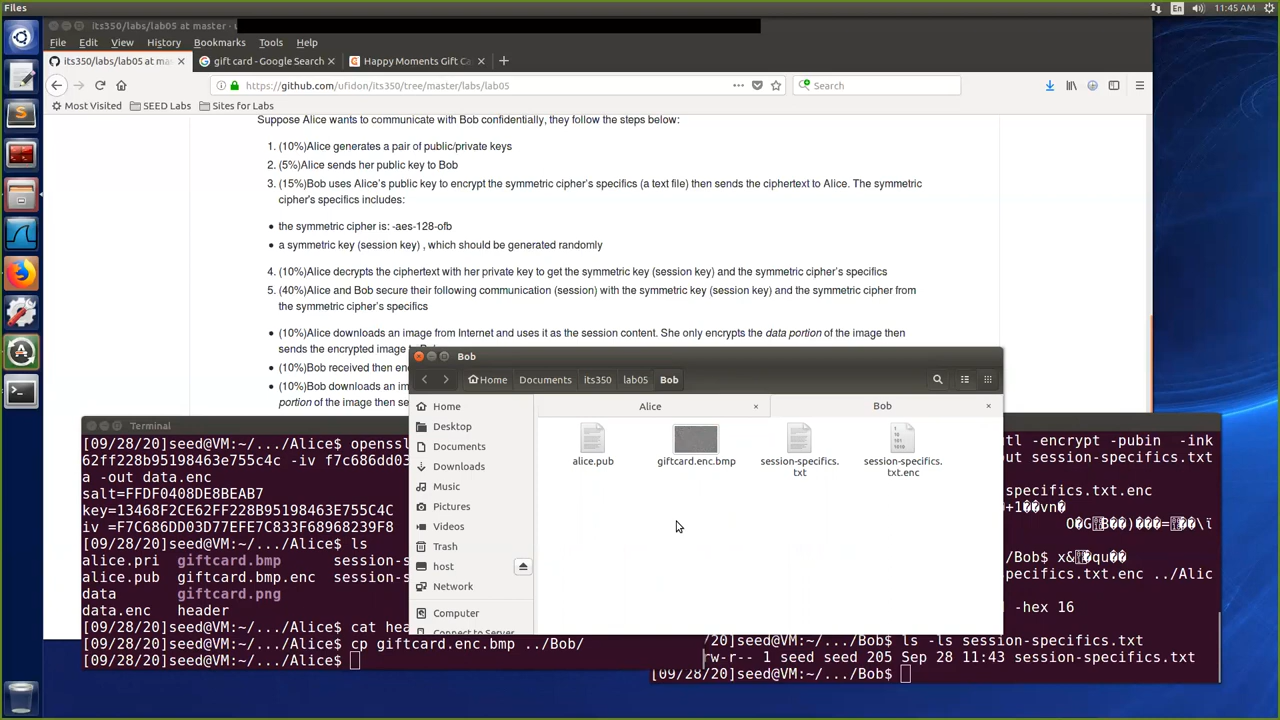 Files
En
11:45 AM
its350/labs/lab05 at master
File Edit View History Bookmarks Tools Help
its350/labs/lab05 at master · ×
gift card - Google Search ×
Happy Moments Gift Ca ×
https://github.com/ufidon/its350/tree/master/labs/lab05
Search
Most Visited SEED Labs Sites for Labs
Suppose Alice wants to communicate with Bob confidentially, they follow the steps below:
1. (10%)Alice generates a pair of public/private keys
2. (5%)Alice sends her public key to Bob
3. (15%)Bob uses Alice's public key to encrypt the symmetric cipher's specifics (a text file) then sends the ciphertext to Alice. The symmetric
cipher's specifics includes:
• the symmetric cipher is: -aes-128-ofb
• a symmetric key (session key) , which should be generated randomly
4. (10%)Alice decrypts the ciphertext with her private key to get the symmetric key (session key) and the symmetric cipher's specifics
5. (40%)Alice and Bob secure their following communication (session) with the symmetric key (session key) and the symmetric cipher from
the symmetric cipher's specifics
• (10%)Alice downloads an image from Internet and uses it as the session content. She only encrypts the data portion of the image then
sends the encrypted image to
• (10%)Bob received then en
• (10%)Bob downloads an im
portion of the image then se
Bob
Home Documents its350 lab05 Bob
Alice ×
Bob ×
Home
Desktop
Documents
Downloads
Music
Pictures
Videos
Trash
host
Network
Computer
Connect to Server
alice.pub
giftcard.enc.bmp
session-specifics.
txt
session-specifics.
txt.enc
Terminal
[09/28/20]seed@VM:~/.../Alice$ openssl
62ff228b95198468e755c4c -iv f7c686dd03
a -out data.enc
salt=FFDF0408DE8BEAB7
key=13468F2CE62FF228B95198468E755C4C
iv =F7C686DD03D77EFE7C833F68968239F8
[09/28/20]seed@VM:~/.../Alice$ ls
alice.pri giftcard.bmp session-s
alice.pub giftcard.bmp.enc session-s
data giftcard.png
data.enc header
[09/28/20]seed@VM:~/.../Alice$ cat hea
[09/28/20]seed@VM:~/.../Alice$ cp giftcard.enc.bmp ../Bob/
[09/28/20]seed@VM:~/.../Alice$
utl -encrypt -pubin -ink
out session-specifics.txt
specifics.txt.enc
/Bob$ x&
specifics.txt.enc ../Alic
d -hex 16
/20]seed@VM:~/.../Bob$ ls -ls session-specifics.txt
rw-r-- 1 seed seed 205 Sep 28 11:43 session-specifics.txt
[09/28/20]seed@VM:~/.../Bob$